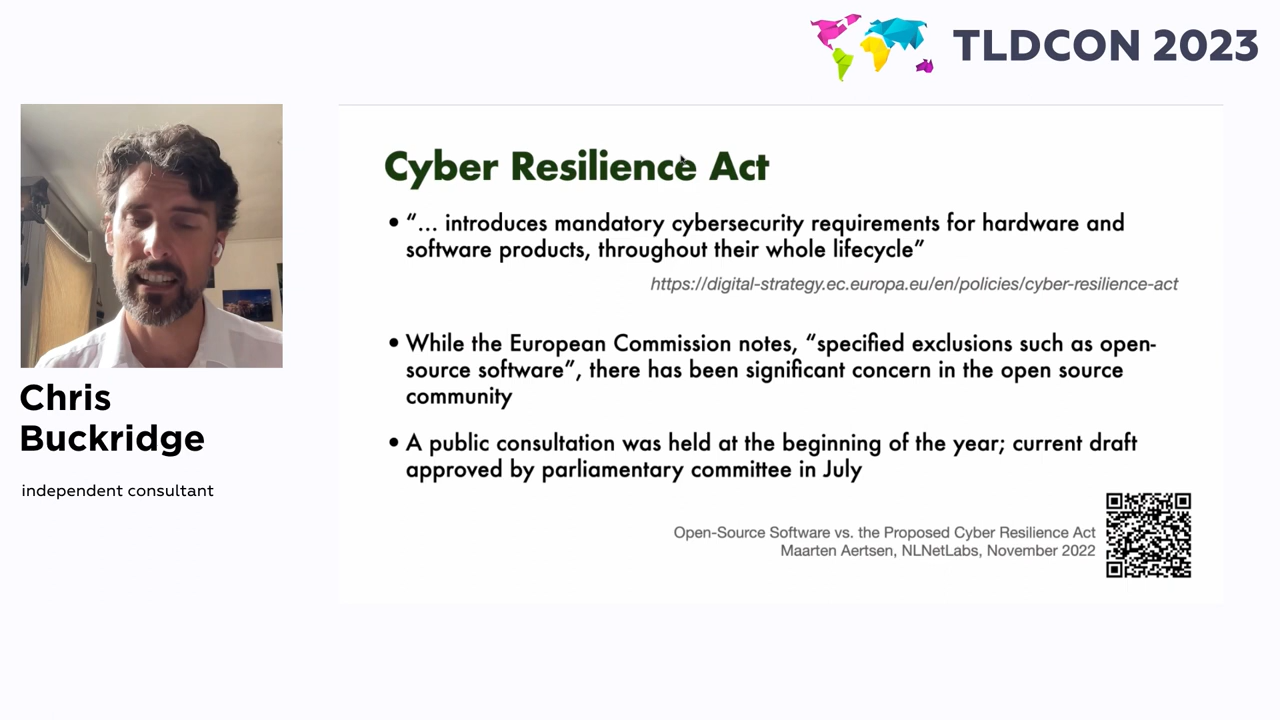 TLDCON 2023
Chris
Buckridge
independent consultant
Cyber Resilience Act
• “... introduces mandatory cybersecurity requirements for hardware and
software products, throughout their whole lifecycle”
https://digital-strategy.ec.europa.eu/en/policies/cyber-resilience-act
• While the European Commission notes, “specified exclusions such as open-
source software”, there has been significant concern in the open source
community
• A public consultation was held at the beginning of the year; current draft
approved by parliamentary committee in July
Open-Source Software vs. the Proposed Cyber Resilience Act
Maarten Aertsen, NLNetLabs, November 2022